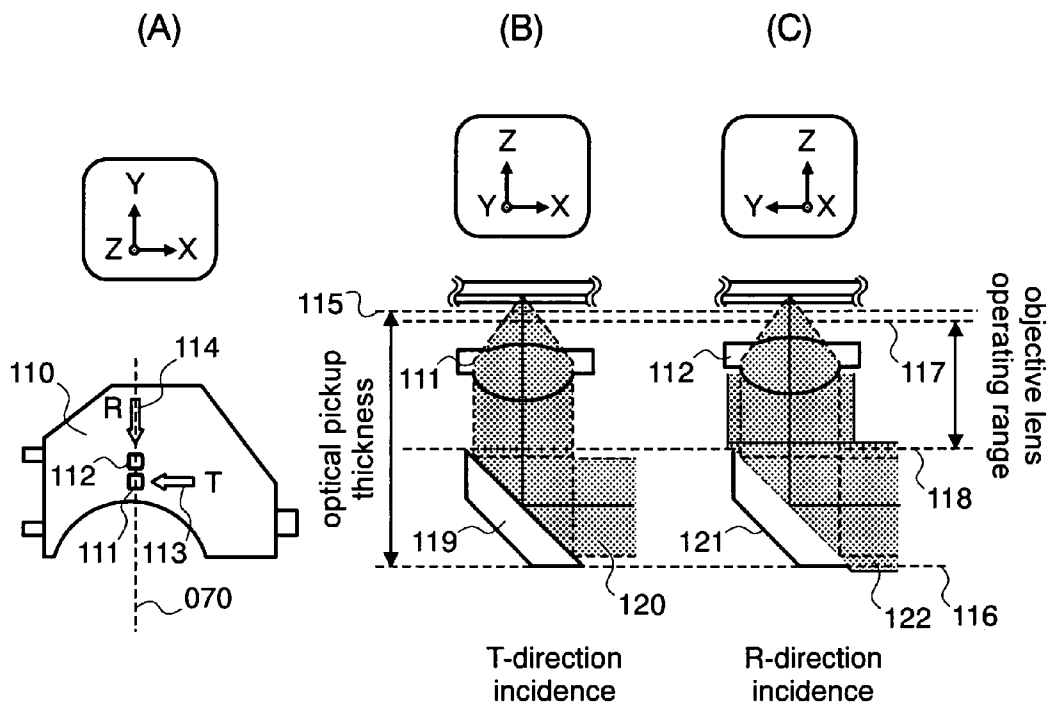 (A)
(B)
(C)
Y
Z
X
Z
Y
X
Z
Y
X
110
114
R
112
T
111
113
070
115
111
optical pickup
thickness
119
120
T-direction
incidence
112
117
objective lens
operating range
118
121
122
116
R-direction
incidence